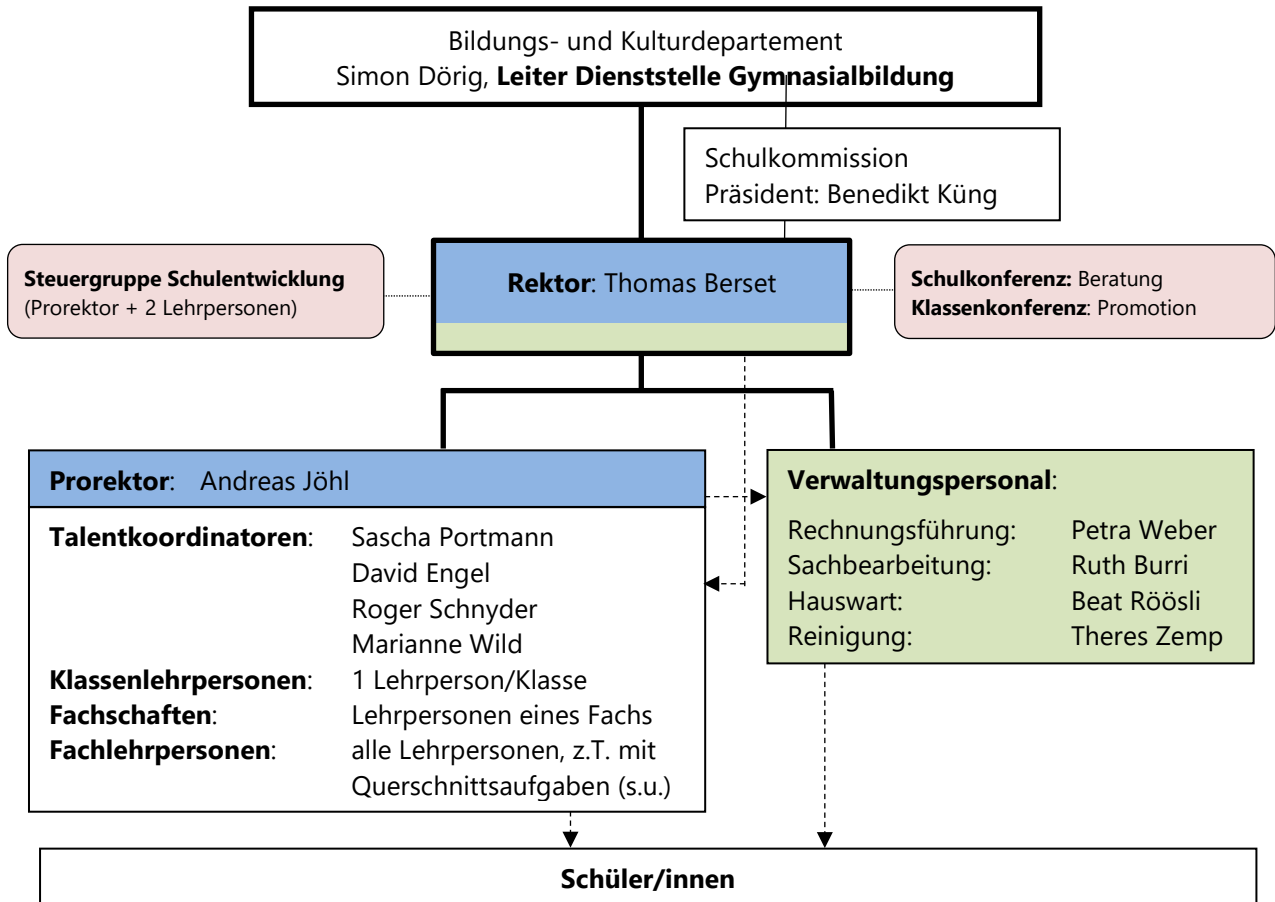 Bildungs- und Kulturdepartement
Simon Dörig, Leiter Dienststelle Gymnasialbildung
Schulkommission
Präsident: Benedikt Küng
Steuergruppe Schulentwicklung
(Prorektor + 2 Lehrpersonen)
Rektor: Thomas Berset
Schulkonferenz: Beratung
Klassenkonferenz: Promotion
Prorektor: Andreas Jöhl
Talentkoordinatoren: Sascha Portmann
David Engel
Roger Schnyder
Marianne Wild
Klassenlehrpersonen: 1 Lehrperson/Klasse
Fachschaften: Lehrpersonen eines Fachs
Fachlehrpersonen: alle Lehrpersonen, z.T. mit
Querschnittsaufgaben (s.u.)
Verwaltungspersonal:
Rechnungsführung: Petra Weber
Sachbearbeitung: Ruth Burri
Hauswart: Beat Röösli
Reinigung: Theres Zemp
Schüler/innen